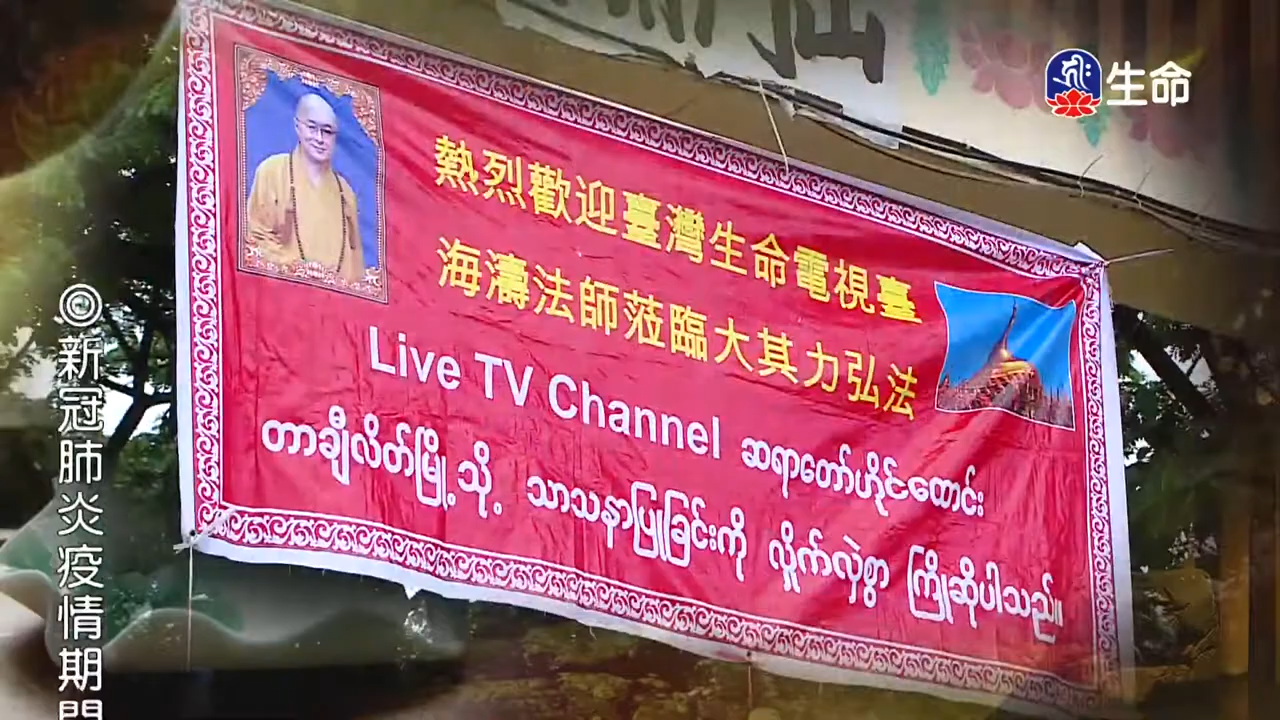 生命
熱烈歡迎臺灣生命電視臺
海濤法師蒞臨大其力弘法
Live TV Channel ဆရာတော်ဟိုင်ထောင်း
တာချီလိတ်မြို့သို့ သာသနာပြုခြင်းကို လှိုက်လှဲစွာ ကြိုဆိုပါသည်။
◎新冠肺炎疫情期間